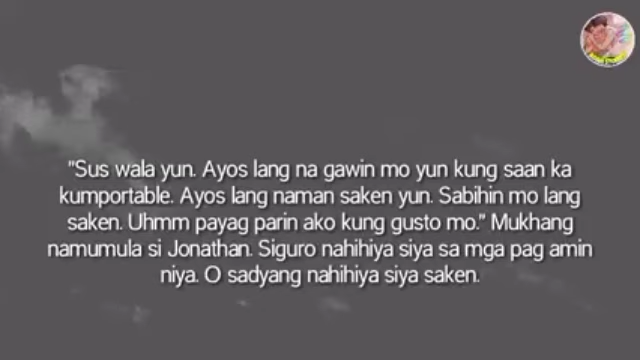 "Sus wala yun. Ayos lang na gawin mo yun kung saan ka
kumportable. Ayos lang naman saken yun. Sabihin mo lang
saken. Uhmm payag parin ako kung gusto mo." Mukhang
namumula si Jonathan. Siguro nahihiya siya sa mga pag amin
niya. O sadyang nahihiya siya saken.